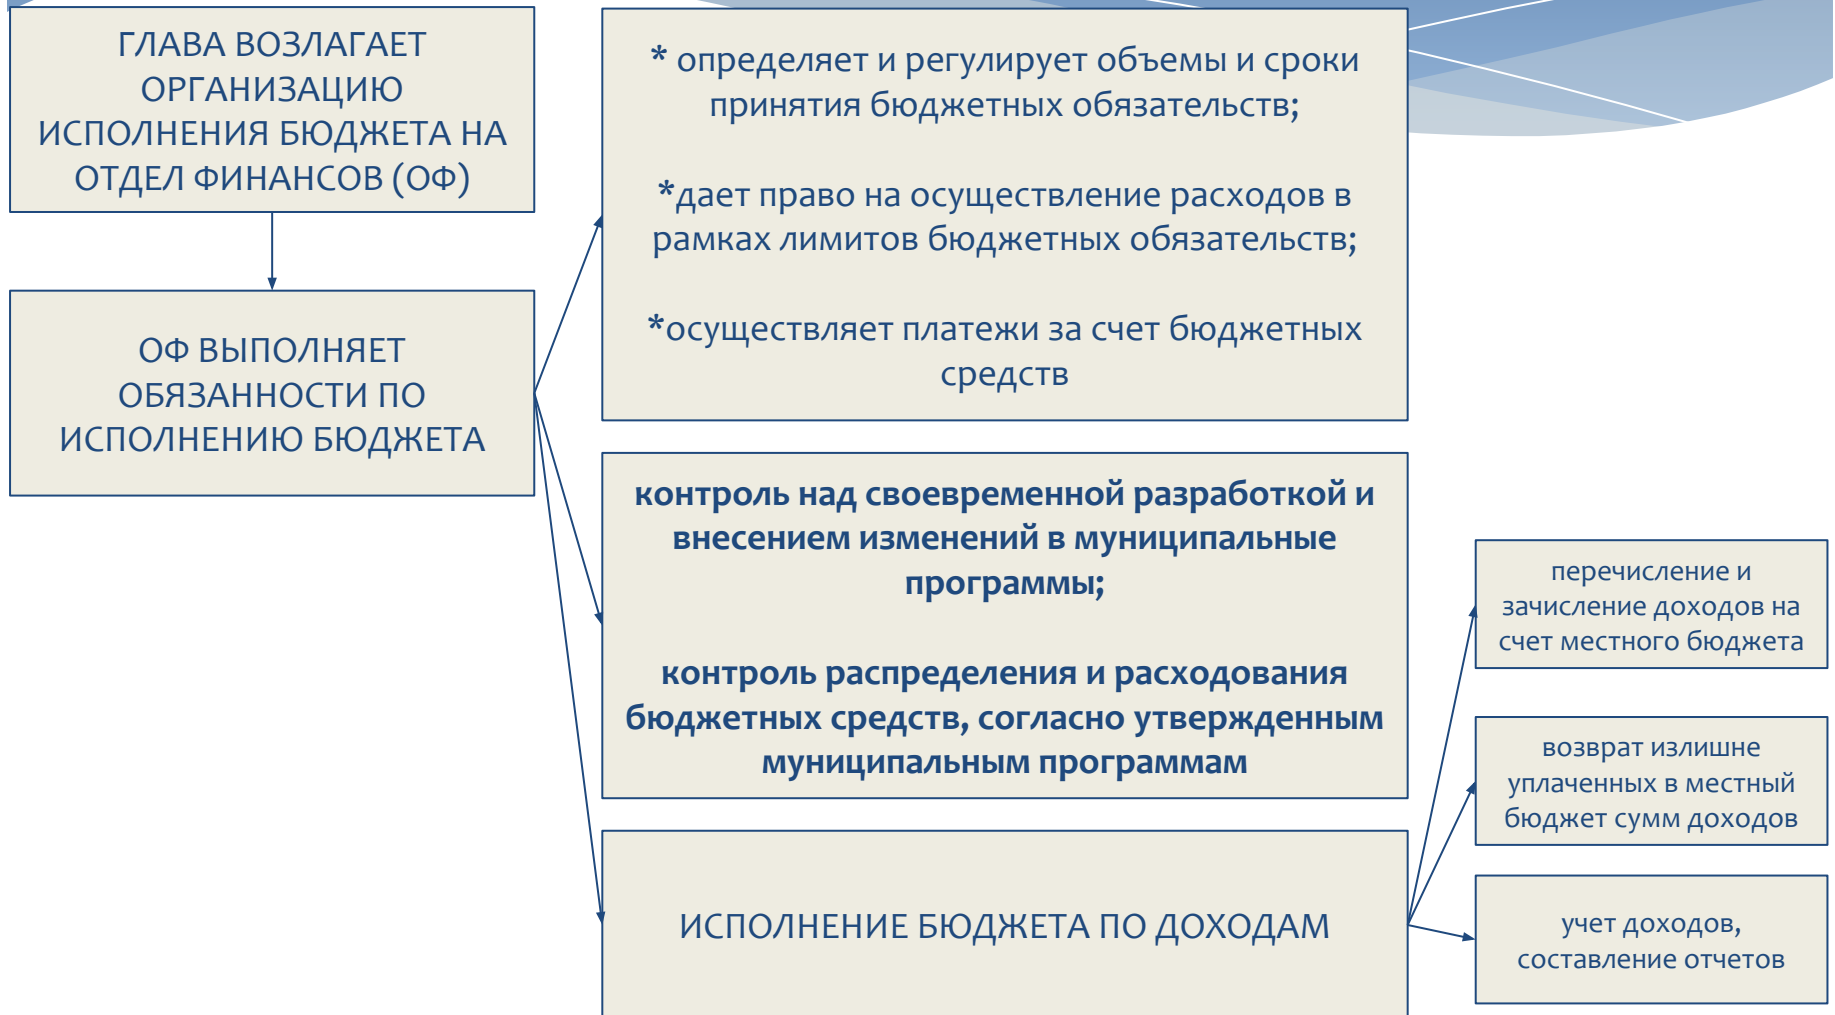 ГЛАВА ВОЗЛАГАЕТ
ОРГАНИЗАЦИЮ
ИСПОЛНЕНИЯ БЮДЖЕТА НА
ОТДЕЛ ФИНАНСОВ (ОФ)
ОФ ВЫПОЛНЯЕТ
ОБЯЗАННОСТИ ПО
ИСПОЛНЕНИЮ БЮДЖЕТА
* определяет и регулирует объемы и сроки
принятия бюджетных обязательств;
*дает право на осуществление расходов в
рамках лимитов бюджетных обязательств;
*осуществляет платежи за счет бюджетных
средств
контроль над своевременной разработкой и
внесением изменений в муниципальные
программы;
контроль распределения и расходования
бюджетных средств, согласно утвержденным
муниципальным программам
ИСПОЛНЕНИЕ БЮДЖЕТА ПО ДОХОДАМ
перечисление и
зачисление доходов на
счет местного бюджета
возврат излишне
уплаченных в местный
бюджет сумм доходов
учет доходов,
составление отчетов